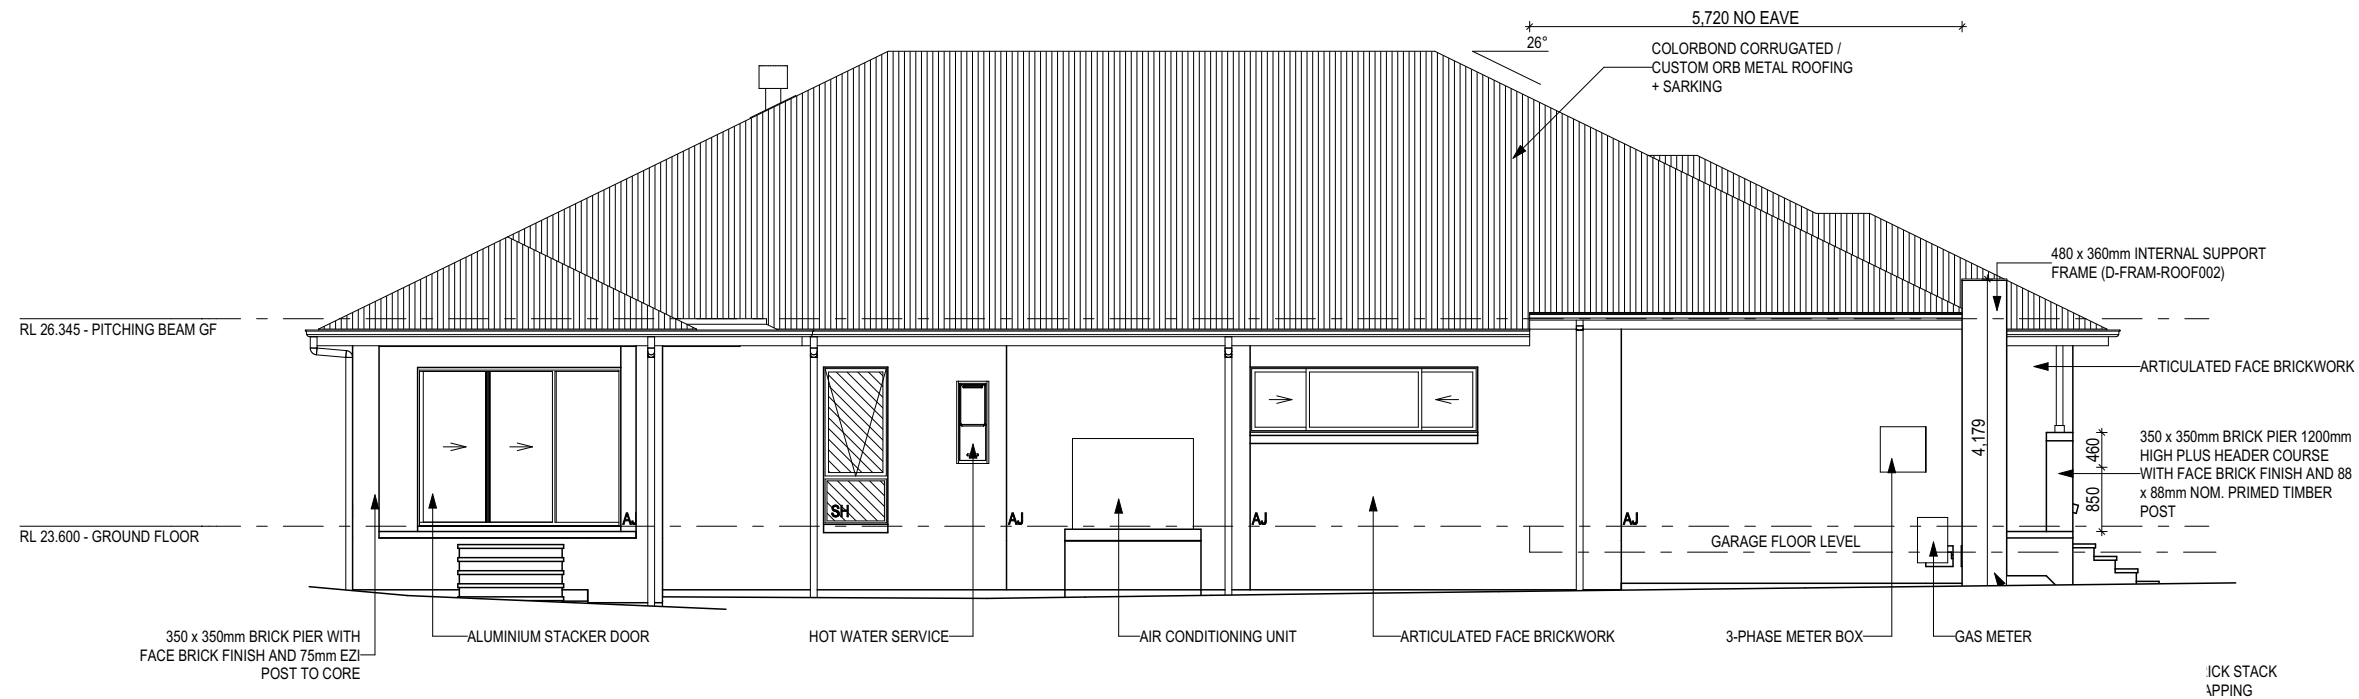 5,720 NO EAVE
26°
COLORBOND CORRUGATED /
CUSTOM ORB METAL ROOFING
+ SARKING
480 x 360mm INTERNAL SUPPORT
FRAME (D-FRAM-ROOF002)
RL 26.345 - PITCHING BEAM GF
ARTICULATED FACE BRICKWORK
4,179
460
850
350 x 350mm BRICK PIER 1200mm
HIGH PLUS HEADER COURSE
WITH FACE BRICK FINISH AND 88
x 88mm NOM. PRIMED TIMBER
POST
SH
AJ
AJ
AJ
AJ
RL 23.600 - GROUND FLOOR
GARAGE FLOOR LEVEL
350 x 350mm BRICK PIER WITH
FACE BRICK FINISH AND 75mm EZI
POST TO CORE
ALUMINIUM STACKER DOOR
HOT WATER SERVICE
AIR CONDITIONING UNIT
ARTICULATED FACE BRICKWORK
3-PHASE METER BOX
GAS METER
STACK